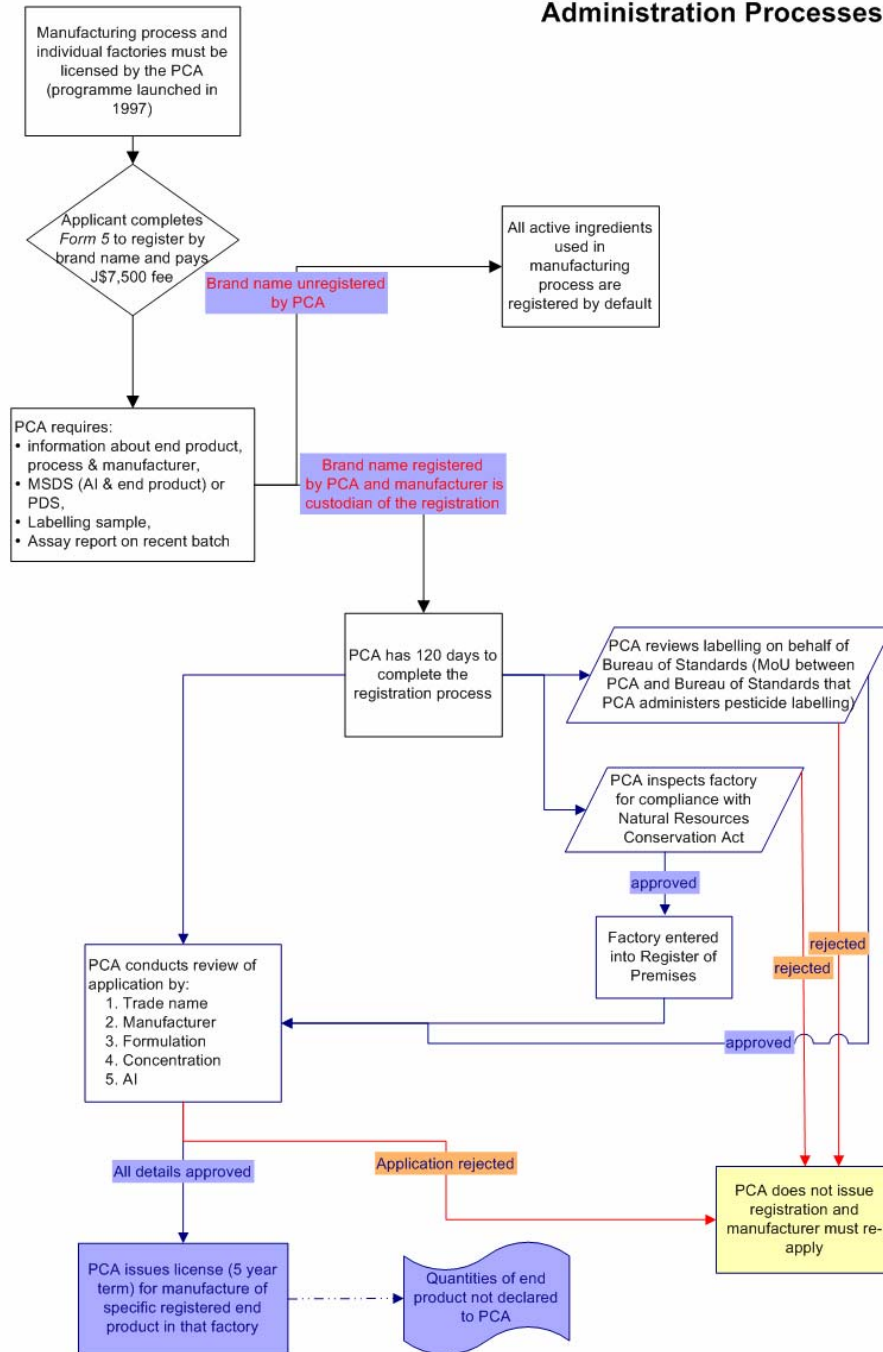 Administration Processes
Manufacturing process and
individual factories must be
licensed by the PCA
(programme launched in
1997)
Applicant completes
Form 5 to register by
brand name and pays
J$7,500 fee
All active ingredients
used in
manufacturing
process are
registered by default
Brand name unregistered
by PCA
PCA requires:
• information about end product,
process & manufacturer,
• MSDS (AI & end product) or
PDS,
• Labelling sample,
• Assay report on recent batch
Brand name registered
by PCA and manufacturer is
custodian of the registration
PCA has 120 days to
complete the
registration process
PCA reviews labelling on behalf of
Bureau of Standards (MoU between
PCA and Bureau of Standards that
PCA administers pesticide labelling)
PCA inspects factory
for compliance with
Natural Resources
Conservation Act
approved
Factory entered
into Register of
Premises
rejected
rejected
PCA conducts review of
application by:
1. Trade name
2. Manufacturer
3. Formulation
4. Concentration
5. AI
approved
All details approved
Application rejected
PCA does not issue
registration and
manufacturer must re-
apply
PCA issues license (5 year
term) for manufacture of
specific registered end
product in that factory
Quantities of end
product not declared
to PCA